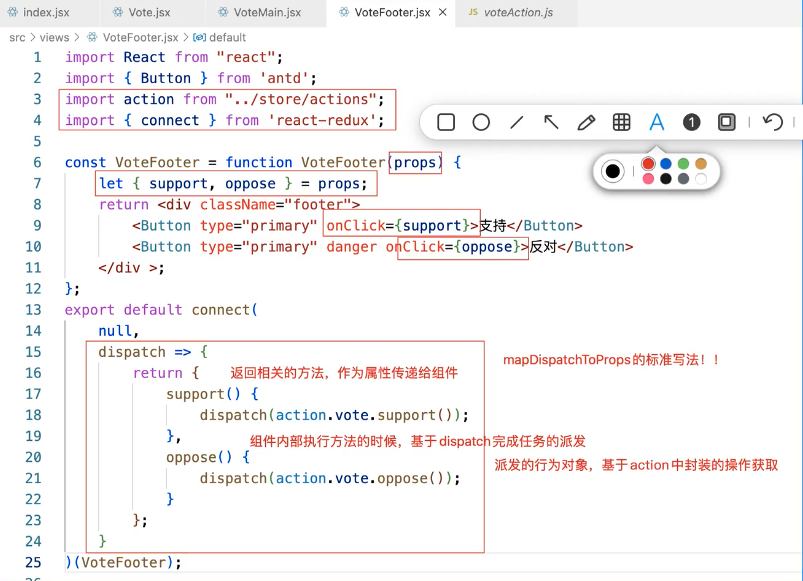 index.jsx Vote.jsx VoteMain.jsx VoteFooter.jsx JS voteAction.js
src > views > VoteFooter.jsx > default
1 import React from "react";
2 import { Button } from 'antd';
3 import action from "../store/actions";
4 import { connect } from 'react-redux';
5
6 const VoteFooter = function VoteFooter(props) {
7 let { support, oppose } = props;
8 return <div className="footer">
9 <Button type="primary" onClick={support}>支持</Button>
10 <Button type="primary" danger onClick={oppose}>反对</Button>
11 </div >;
12 };
13 export default connect(
14 null,
15 dispatch => {
mapDispatchToProps的标准写法！！
16 return { 返回相关的方法，作为属性传递给组件
17 support() {
18 dispatch(action.vote.support());
19 },
组件内部执行方法的时候，基于dispatch完成任务的派发
20 oppose() {
派发的行为对象，基于action中封装的操作获取
21 dispatch(action.vote.oppose());
22 }
23 };
24 }
25 )(VoteFooter);
A 1